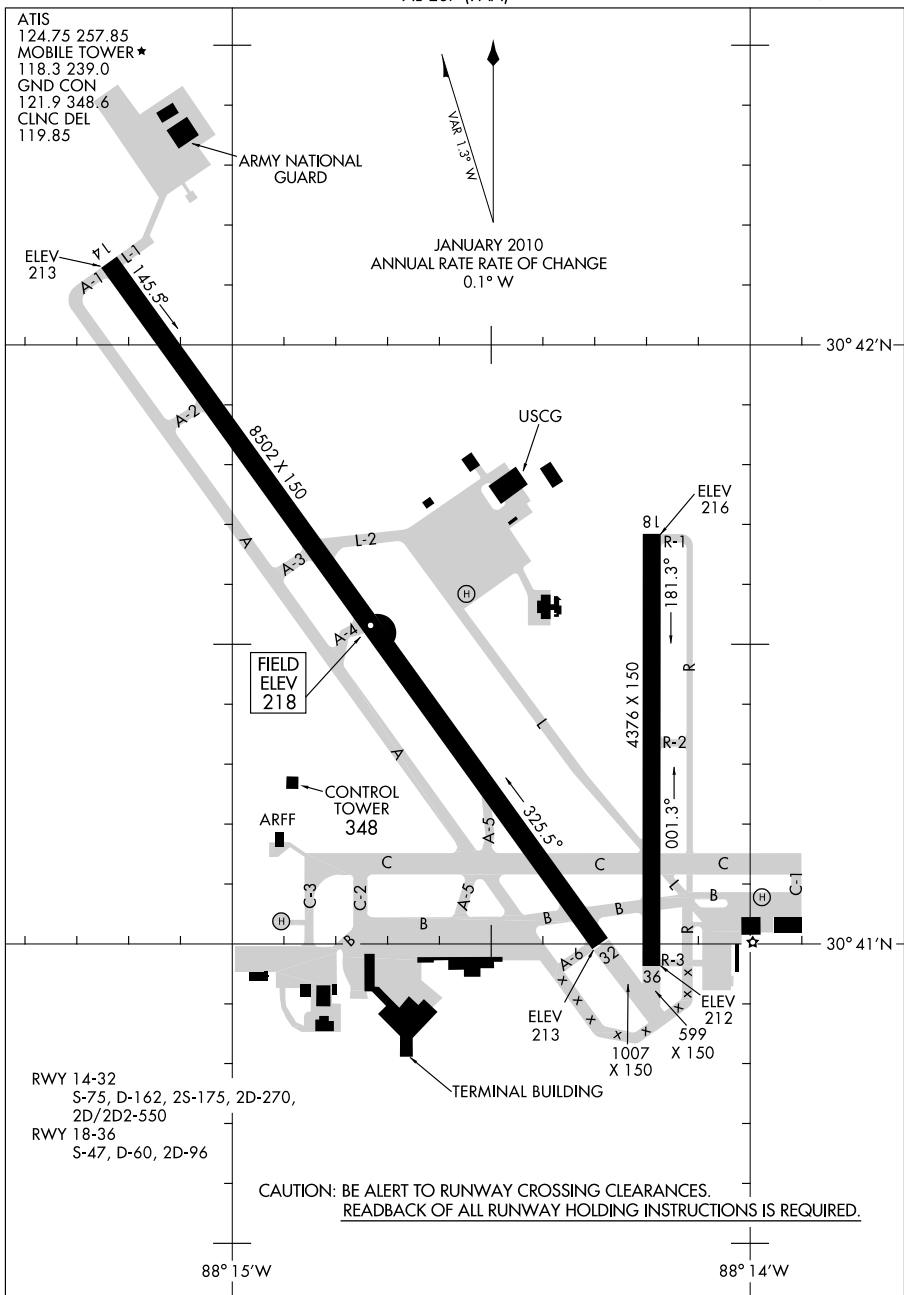 ATIS
124.75 257.85
MOBILE TOWER★
118.3 239.0
GND CON
121.9 348.6
CLNC DEL
119.85
ARMY NATIONAL
GUARD
VAR 1.3° W
JANUARY 2010
ANNUAL RATE RATE OF CHANGE
0.1° W
ELEV
213
14
L-1
A-1
145.5°
30° 42'N
A-2
8502 X 150
USCG
ELEV
216
18
R-1
A
L-2
A-3
181.3°
H
A-4
FIELD
ELEV
218
4376 X 150
R
L
R-2
A
CONTROL
TOWER
348
325.5°
001.3°
ARFF
A-5
C
C
C
C-3
C-2
A-5
L
C-1
B
B
B
B
H
H
B
R
30° 41'N
A-6
32
R-3
36
ELEV
213
ELEV
212
1007
X 150
599
X 150
X X X X X X X X
TERMINAL BUILDING
RWY 14-32
S-75, D-162, 2S-175, 2D-270,
2D/2D2-550
RWY 18-36
S-47, D-60, 2D-96
CAUTION: BE ALERT TO RUNWAY CROSSING CLEARANCES.
READBACK OF ALL RUNWAY HOLDING INSTRUCTIONS IS REQUIRED.
88° 15'W
88° 14'W